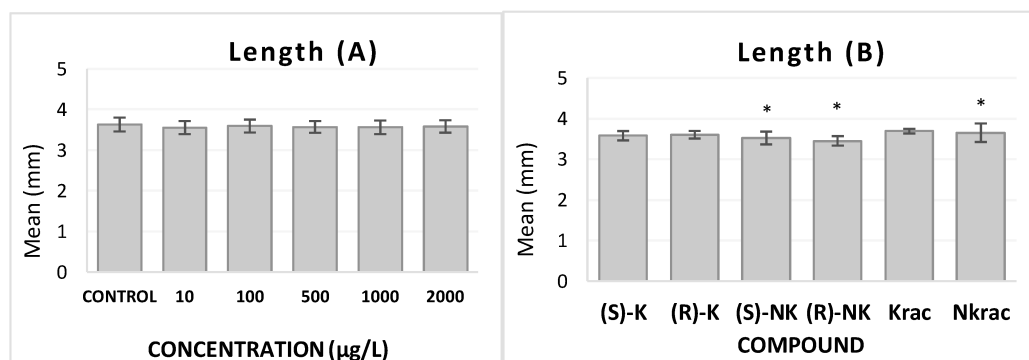 Length (A)
5
4
3
2
1
0
Mean (mm)
CONTROL 10 100 500 1000 2000
CONCENTRATION (µg/L)
Length (B)
5
4
3
2
1
0
Mean (mm)
* * *
(S)-K (R)-K (S)-NK (R)-NK Krac Nkrac
COMPOUND